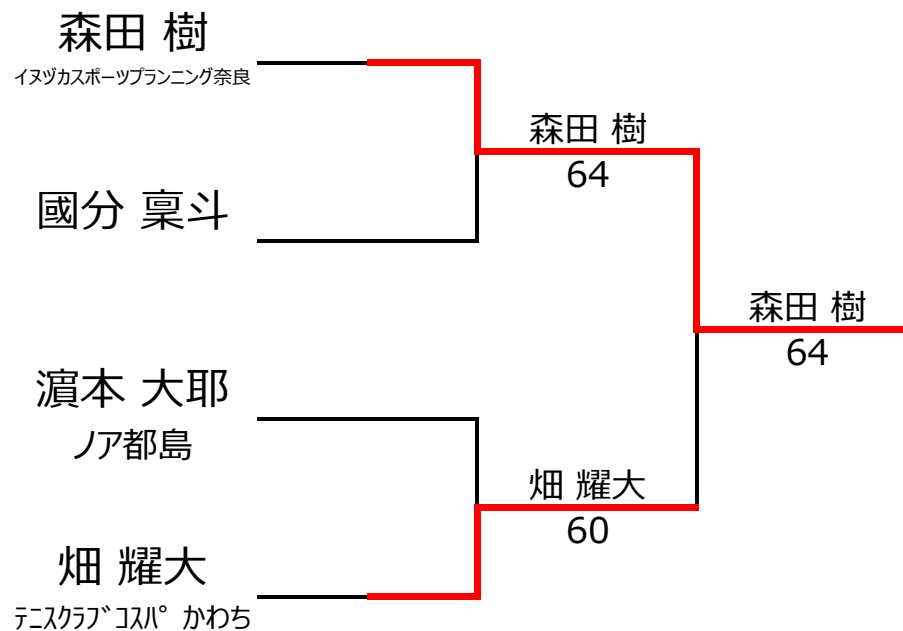 森田 樹
イヌヅカスポーツプランニング奈良
森田 樹
64
國分 稟斗
森田 樹
64
濵本 大耶
ノア都島
畑 耀大
60
畑 耀大
テニスクラブコスパ かわち